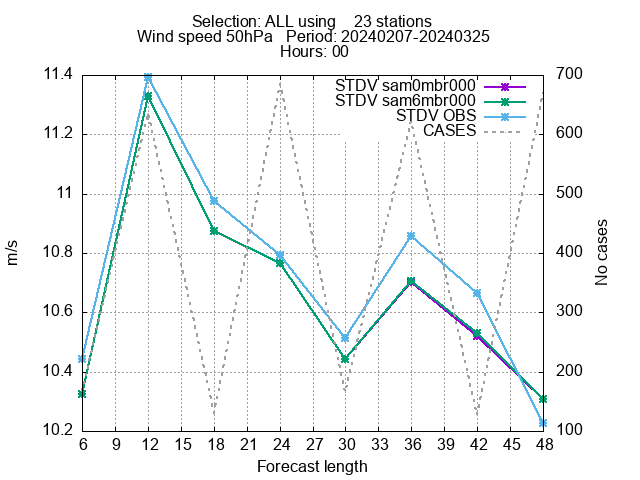 Selection: ALL using    23 stations
Wind speed 50hPa   Period: 20240207-20240325
Hours: 00
11.4
11.2
11
10.8
10.6
10.4
10.2
m/s
700
600
500
400
300
200
100
No cases
STDV sam0mbr000
STDV sam6mbr000
STDV OBS
CASES
6 9 12 15 18 21 24 27 30 33 36 39 42 45 48
Forecast length